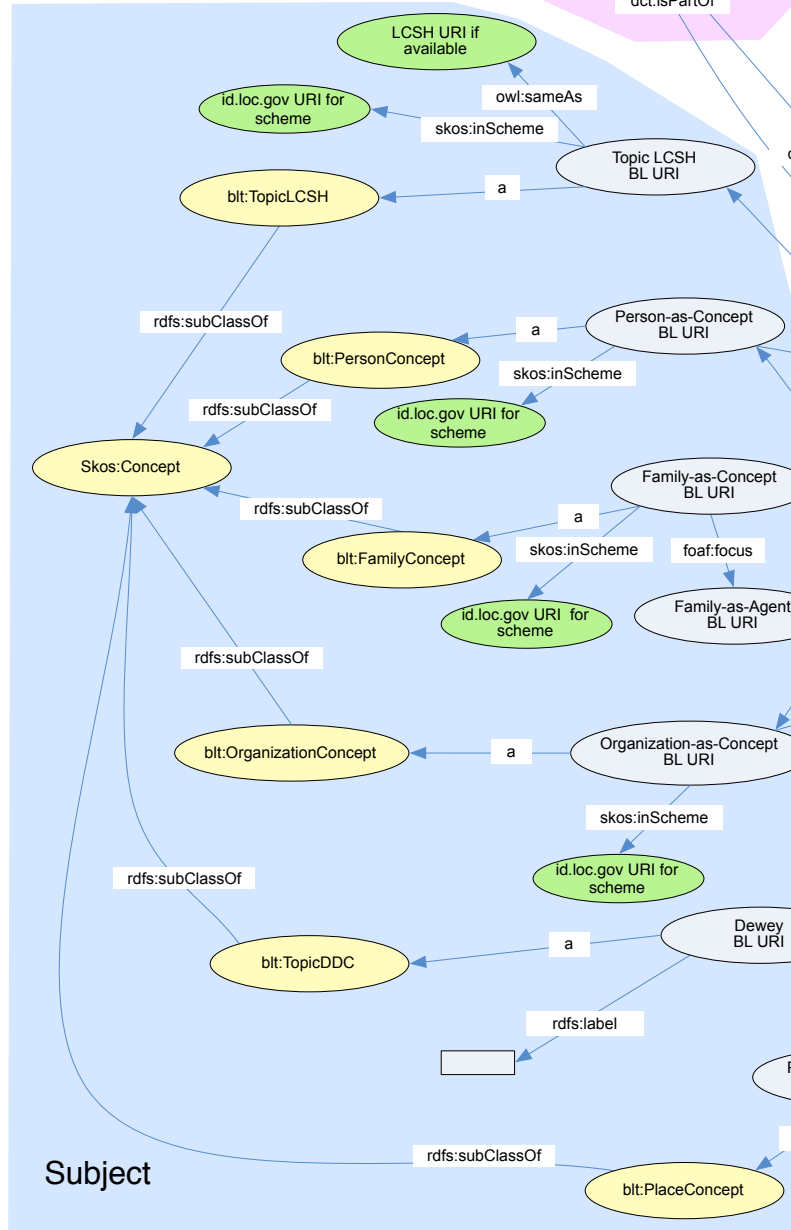 dct:isPartOf
LCSH URI if
available
owl:sameAs
id.loc.gov URI for
scheme
skos:inScheme
Topic LCSH
BL URI
blt:TopicLCSH
a
rdfs:subClassOf
Person-as-Concept
BL URI
a
blt:PersonConcept
skos:inScheme
rdfs:subClassOf
id.loc.gov URI for
scheme
Skos:Concept
Family-as-Concept
BL URI
rdfs:subClassOf
a
skos:inScheme
foaf:focus
blt:FamilyConcept
id.loc.gov URI for
scheme
Family-as-Agent
BL URI
rdfs:subClassOf
Organization-as-Concept
BL URI
blt:OrganizationConcept
a
skos:inScheme
id.loc.gov URI for
scheme
rdfs:subClassOf
Dewey
BL URI
a
blt:TopicDDC
rdfs:label
rdfs:subClassOf
Subject
blt:PlaceConcept